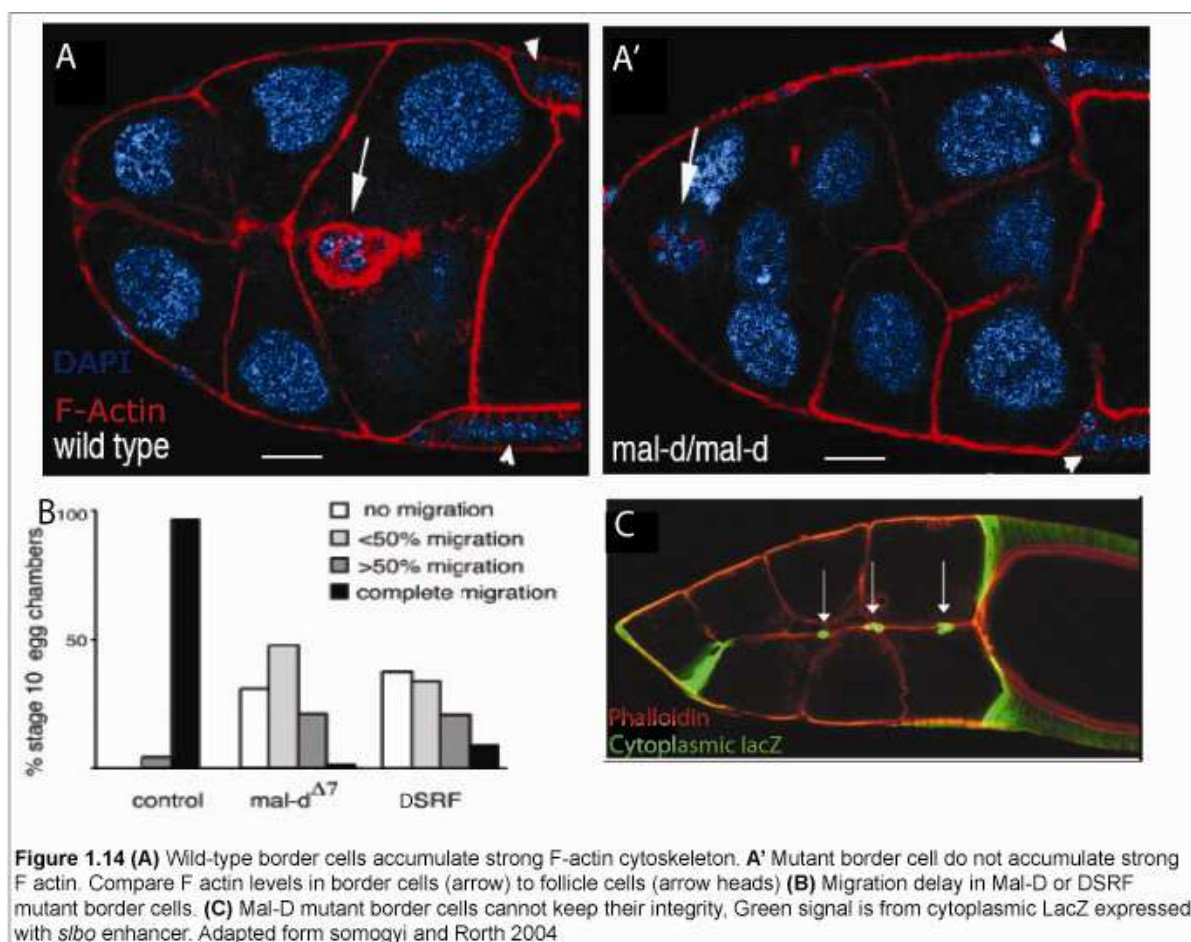 A
DAPI
F-Actin
wild type
A'
mal-d/mal-d
B
100
50
% stage 10 egg chambers
no migration
<50% migration
>50% migration
complete migration
control
mal-d^Δ7
DSRF
C
Phalloidin
Cytoplasmic lacZ
Figure 1.14 (A) Wild-type border cells accumulate strong F-actin cytoskeleton. A' Mutant border cell do not accumulate strong
F actin. Compare F actin levels in border cells (arrow) to follicle cells (arrow heads) (B) Migration delay in Mal-D or DSRF
mutant border cells. (C) Mal-D mutant border cells cannot keep their integrity, Green signal is from cytoplasmic LacZ expressed
with slbo enhancer. Adapted form somogyi and Rorth 2004